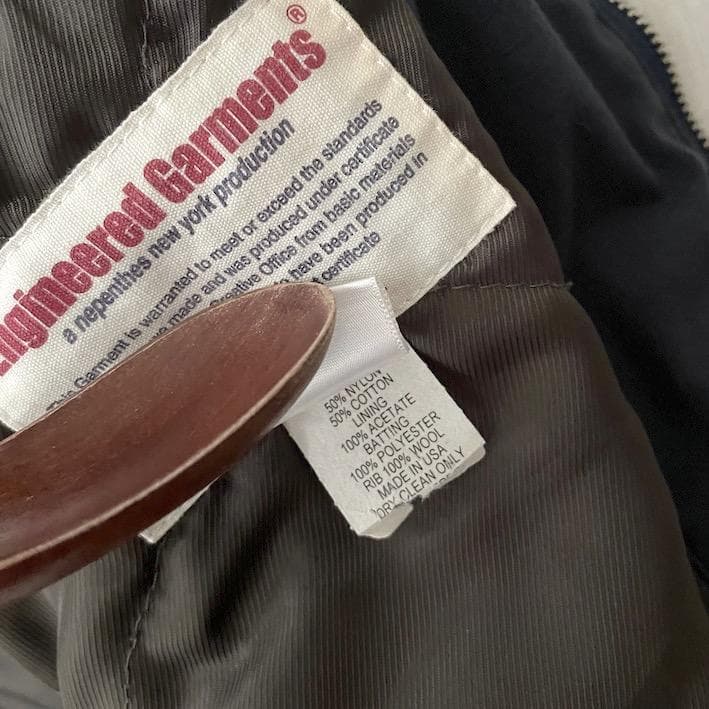 Engineered Garments®
a nepenthes new york production
This Garment is warranted to meet or exceed the standards
made and was produced under certificate
Creative Office from basic materials
have been produced in
certificate
50% NYLON
50% COTTON
LINING
100% ACETATE
BATTING
100% POLYESTER
RIB 100% WOOL
MADE IN USA
DRY CLEAN ONLY